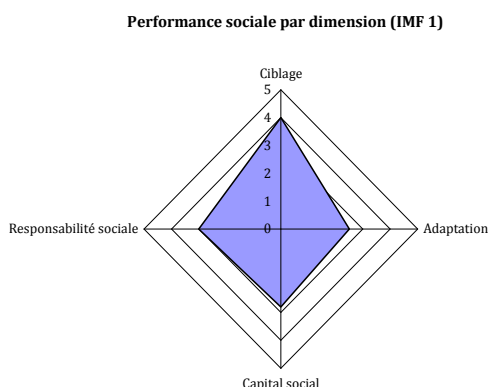 Performance sociale par dimension (IMF 1)
Ciblage
5
4
3
2
1
0
Responsabilité sociale
Adaptation
Capital social